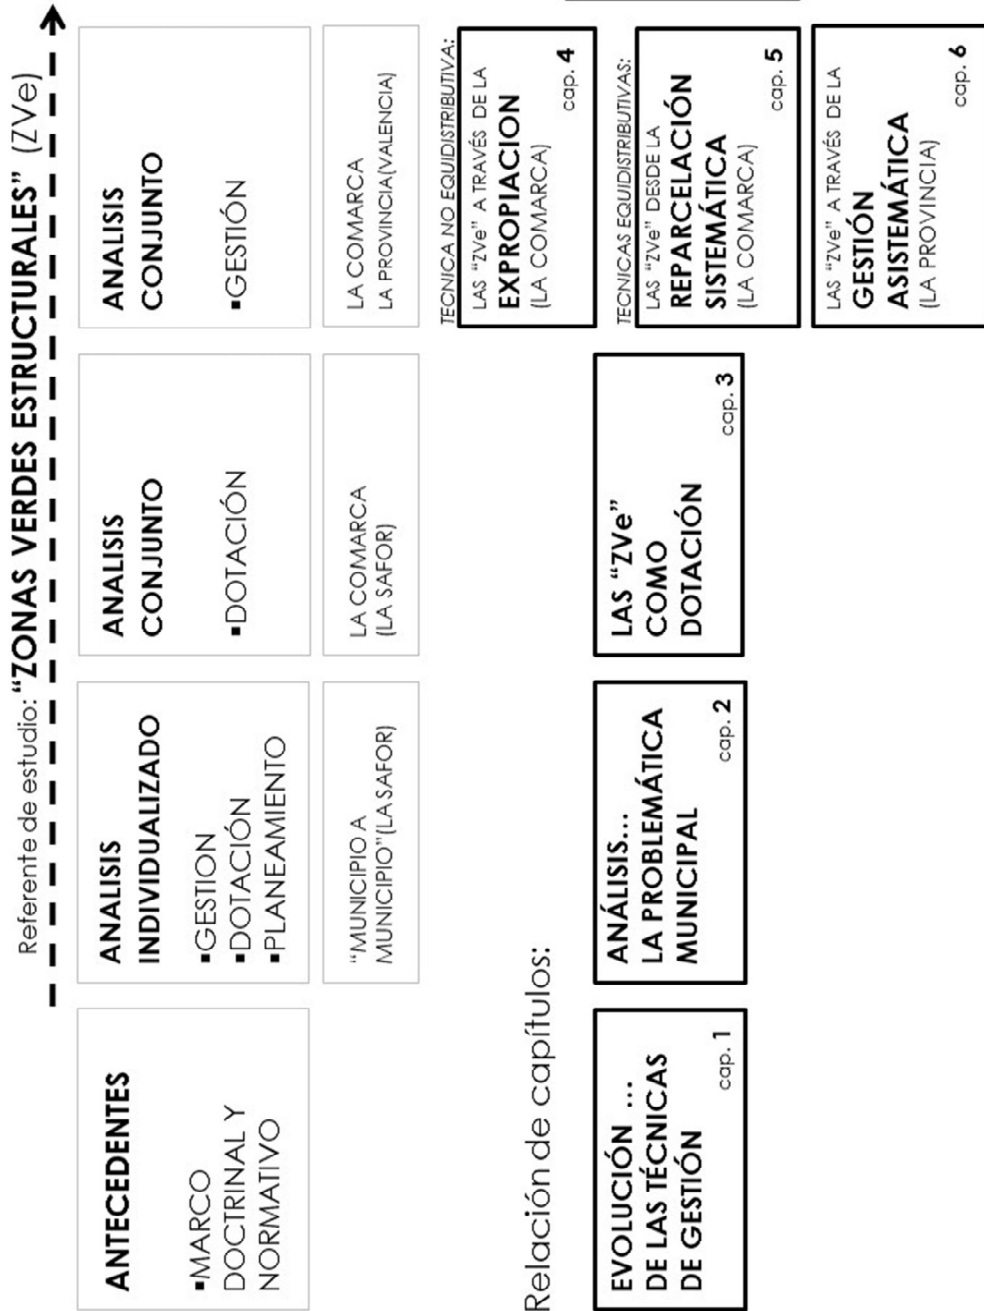 Referente de estudio: “ZONAS VERDES ESTRUCTURALES” (ZVe)
ANTECEDENTES
▪MARCO
DOCTRINAL Y
NORMATIVO
ANALISIS
INDIVIDUALIZADO
▪GESTION
▪DOTACIÓN
▪PLANEAMIENTO
“MUNICIPIO A
MUNICIPIO”(LA SAFOR)
ANALISIS
CONJUNTO
▪DOTACIÓN
LA COMARCA
(LA SAFOR)
ANALISIS
CONJUNTO
▪GESTIÓN
LA COMARCA
LA PROVINCIA(VALENCIA)
Relación de capítulos:
EVOLUCIÓN ...
DE LAS TÉCNICAS
DE GESTIÓN
cap. 1
ANÁLISIS...
LA PROBLEMÁTICA
MUNICIPAL
cap. 2
LAS “ZVe”
COMO
DOTACIÓN
cap. 3
TECNICA NO EQUIDISTRIBUTIVA:
LAS “ZVe” A TRAVÉS DE LA
EXPROPIACION
(LA COMARCA)
cap. 4
TECNICAS EQUIDISTRIBUTIVAS:
LAS “ZVe” DESDE LA
REPARCELACIÓN
SISTEMÁTICA
(LA COMARCA)
cap. 5
LAS “ZVe” A TRAVÉS DE LA
GESTIÓN
ASISTEMÁTICA
(LA PROVINCIA)
cap. 6